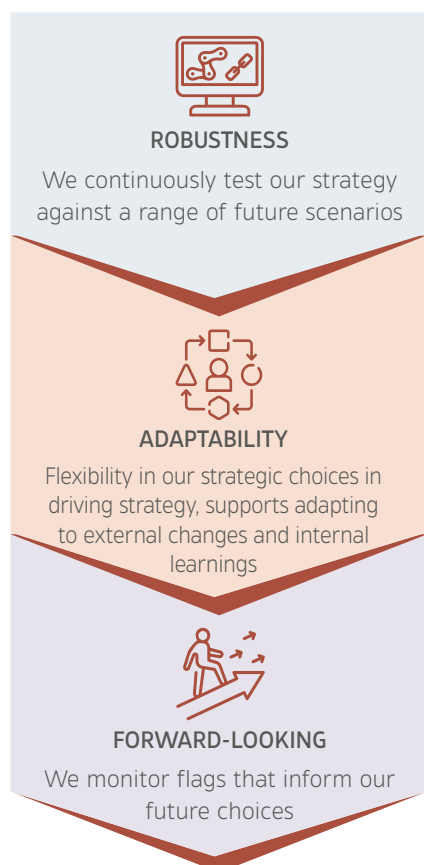 ROBUSTNESS
We continuously test our strategy
against a range of future scenarios
ADAPTABILITY
Flexibility in our strategic choices in
driving strategy, supports adapting
to external changes and internal
learnings
FORWARD-LOOKING
We monitor flags that inform our
future choices